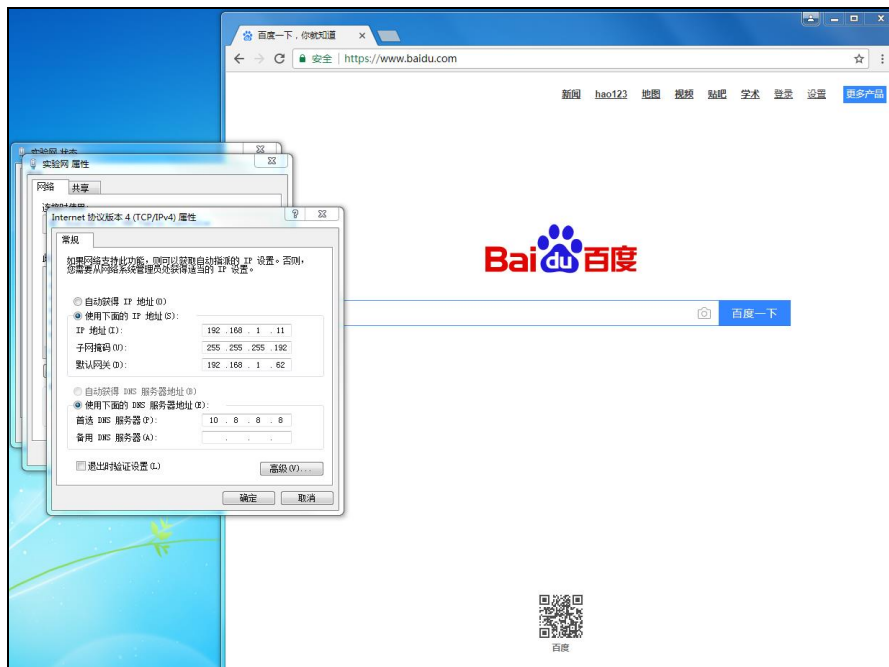 百度一下，你就知道
安全 | https://www.baidu.com
新闻 hao123 地图 视频 贴吧 学术 登录 设置 更多产品
实验网 状态
实验网 属性
网络 共享
连接时使用:
Internet 协议版本 4 (TCP/IPv4) 属性
常规
如果网络支持此功能，则可以获取自动指派的 IP 设置。否则，
您需要从网络系统管理员处获得适当的 IP 设置。
自动获得 IP 地址(O)
使用下面的 IP 地址(S):
IP 地址(I): 192 .168 . 1 . 11
子网掩码(U): 255 .255 .255 .192
默认网关(D): 192 .168 . 1 . 62
自动获得 DNS 服务器地址(B)
使用下面的 DNS 服务器地址(E):
首选 DNS 服务器(P): 10 . 8 . 8 . 8
备用 DNS 服务器(A): . . .
退出时验证设置(L)
高级(V)...
确定 取消
Bai du 百度
百度一下
百度